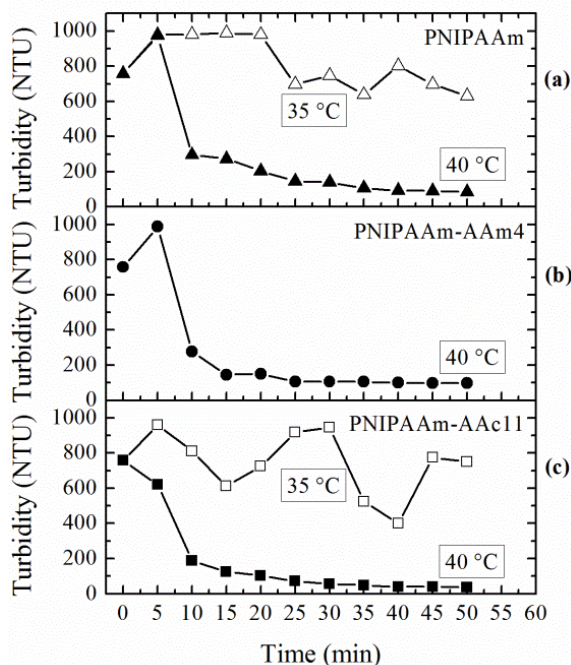 PNIPAAm
(a)
Turbidity (NTU)
1000
800
600
400
200
0
35 °C
40 °C
PNIPAAm-AAm4
(b)
Turbidity (NTU)
1000
800
600
400
200
0
40 °C
PNIPAAm-AAc11
(c)
Turbidity (NTU)
1000
800
600
400
200
0
35 °C
40 °C
0 5 10 15 20 25 30 35 40 45 50 55 60
Time (min)